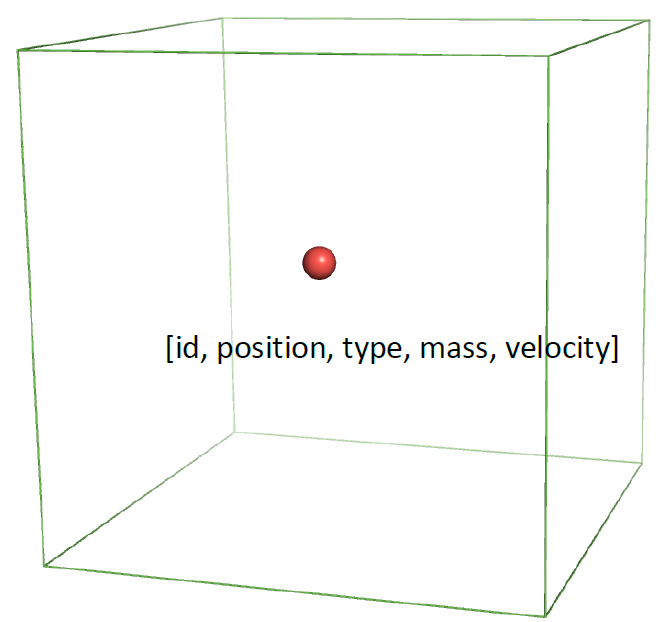 [id, position, type, mass, velocity]